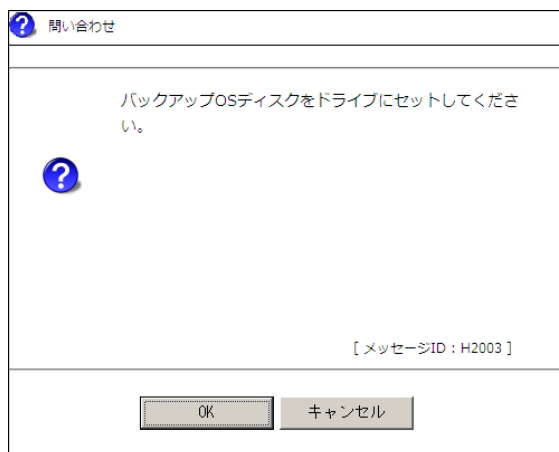 問い合わせ
バックアップOSディスクをドライブにセットしてくださ
い。
[ メッセージID:H2003 ]
OK
キャンセル